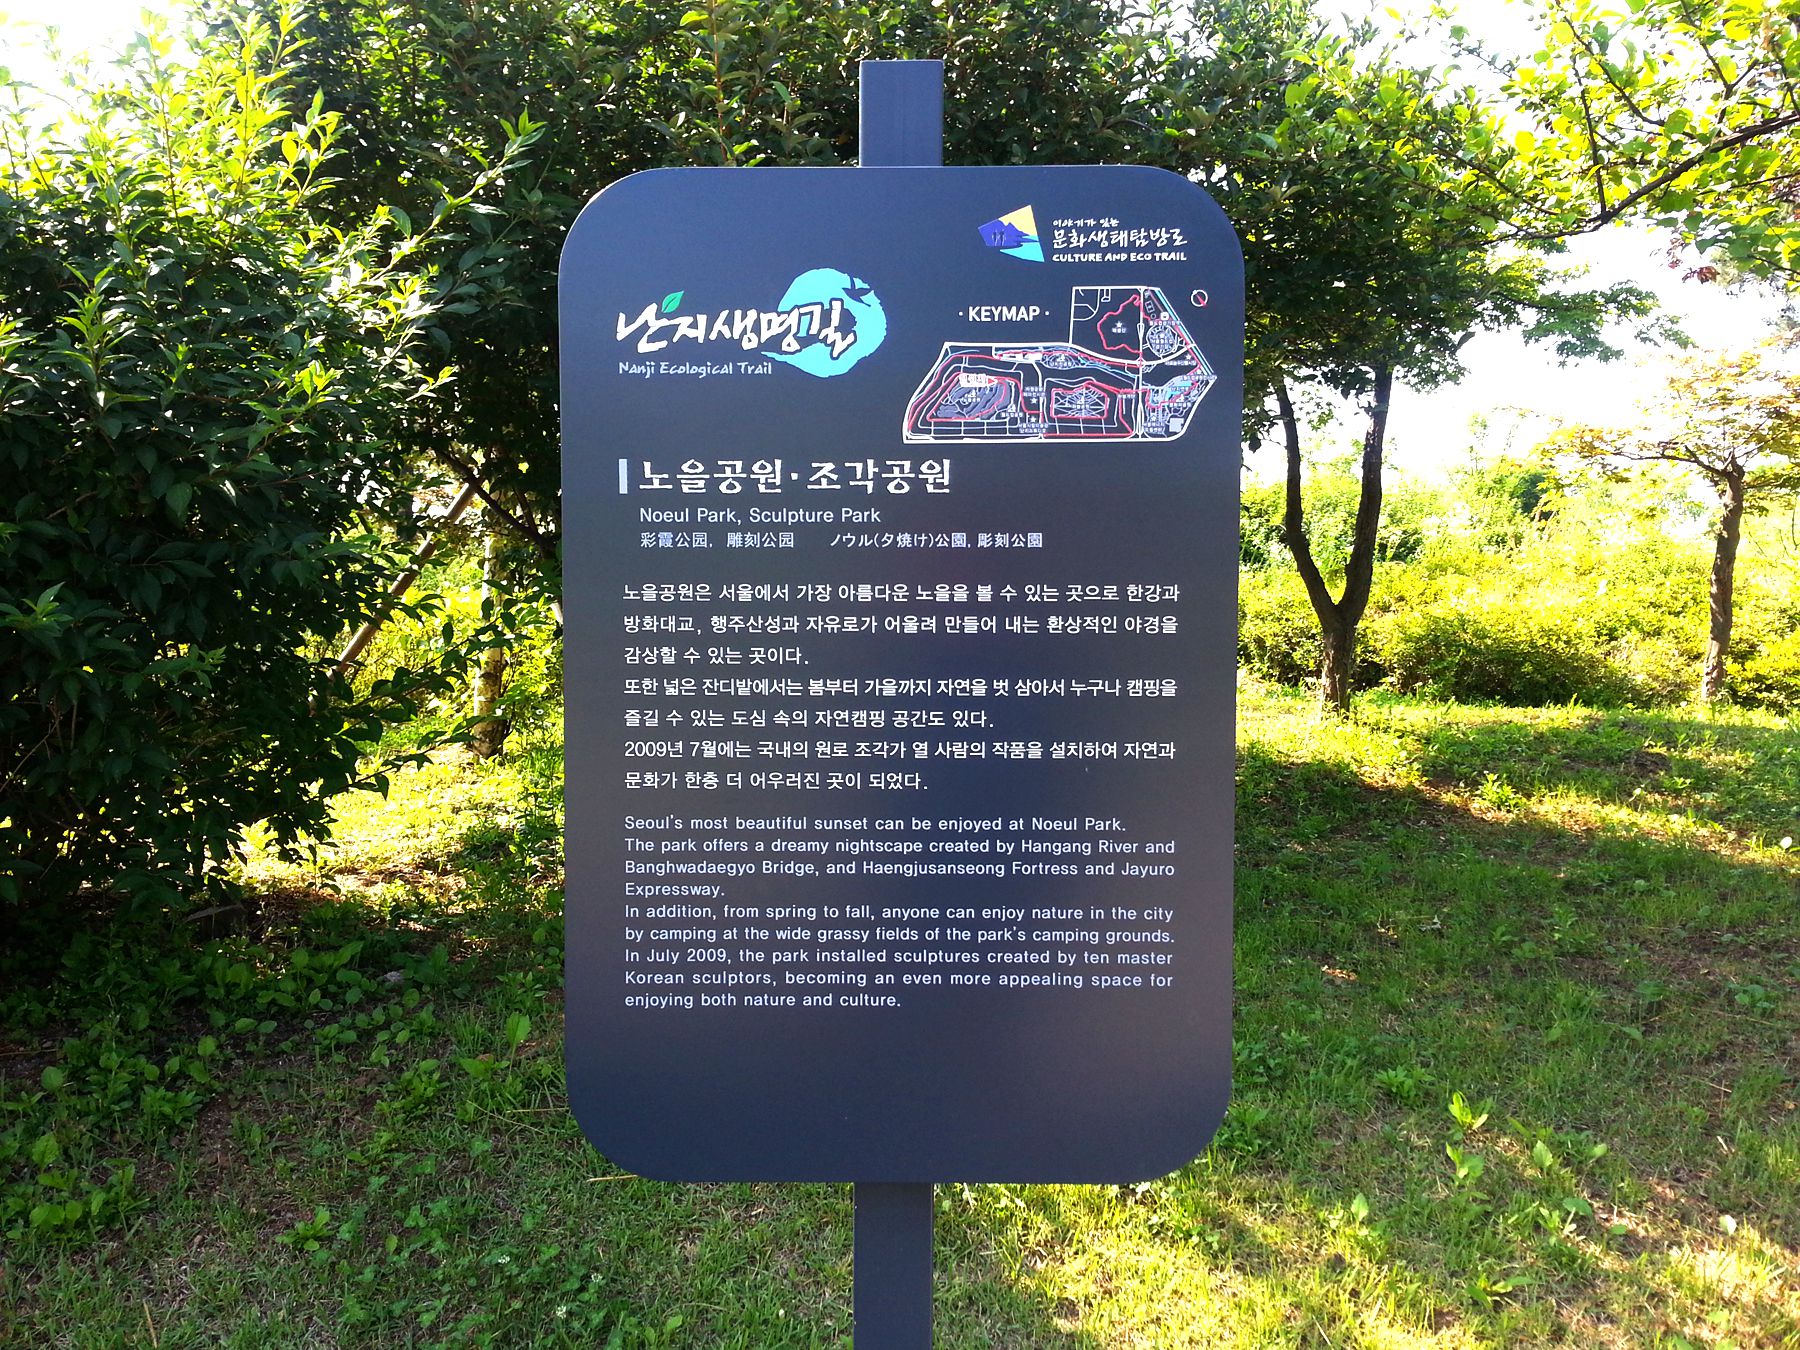 이야기가 있는
문화생태탐방로
CULTURE AND ECO TRAIL
난지생명길
Nanji Ecological Trail
· KEYMAP ·
노을공원·조각공원
Noeul Park, Sculpture Park
彩霞公园, 雕刻公园 ノウル(夕焼け)公園, 彫刻公園
노을공원은 서울에서 가장 아름다운 노을을 볼 수 있는 곳으로 한강과
방화대교, 행주산성과 자유로가 어울려 만들어 내는 환상적인 야경을
감상할 수 있는 곳이다.
또한 넓은 잔디밭에서는 봄부터 가을까지 자연을 벗 삼아서 누구나 캠핑을
즐길 수 있는 도심 속의 자연캠핑 공간도 있다.
2009년 7월에는 국내의 원로 조각가 열 사람의 작품을 설치하여 자연과
문화가 한층 더 어우러진 곳이 되었다.
Seoul's most beautiful sunset can be enjoyed at Noeul Park.
The park offers a dreamy nightscape created by Hangang River and
Banghwadaegyo Bridge, and Haengjusanseong Fortress and Jayuro
Expressway.
In addition, from spring to fall, anyone can enjoy nature in the city
by camping at the wide grassy fields of the park's camping grounds.
In July 2009, the park installed sculptures created by ten master
Korean sculptors, becoming an even more appealing space for
enjoying both nature and culture.